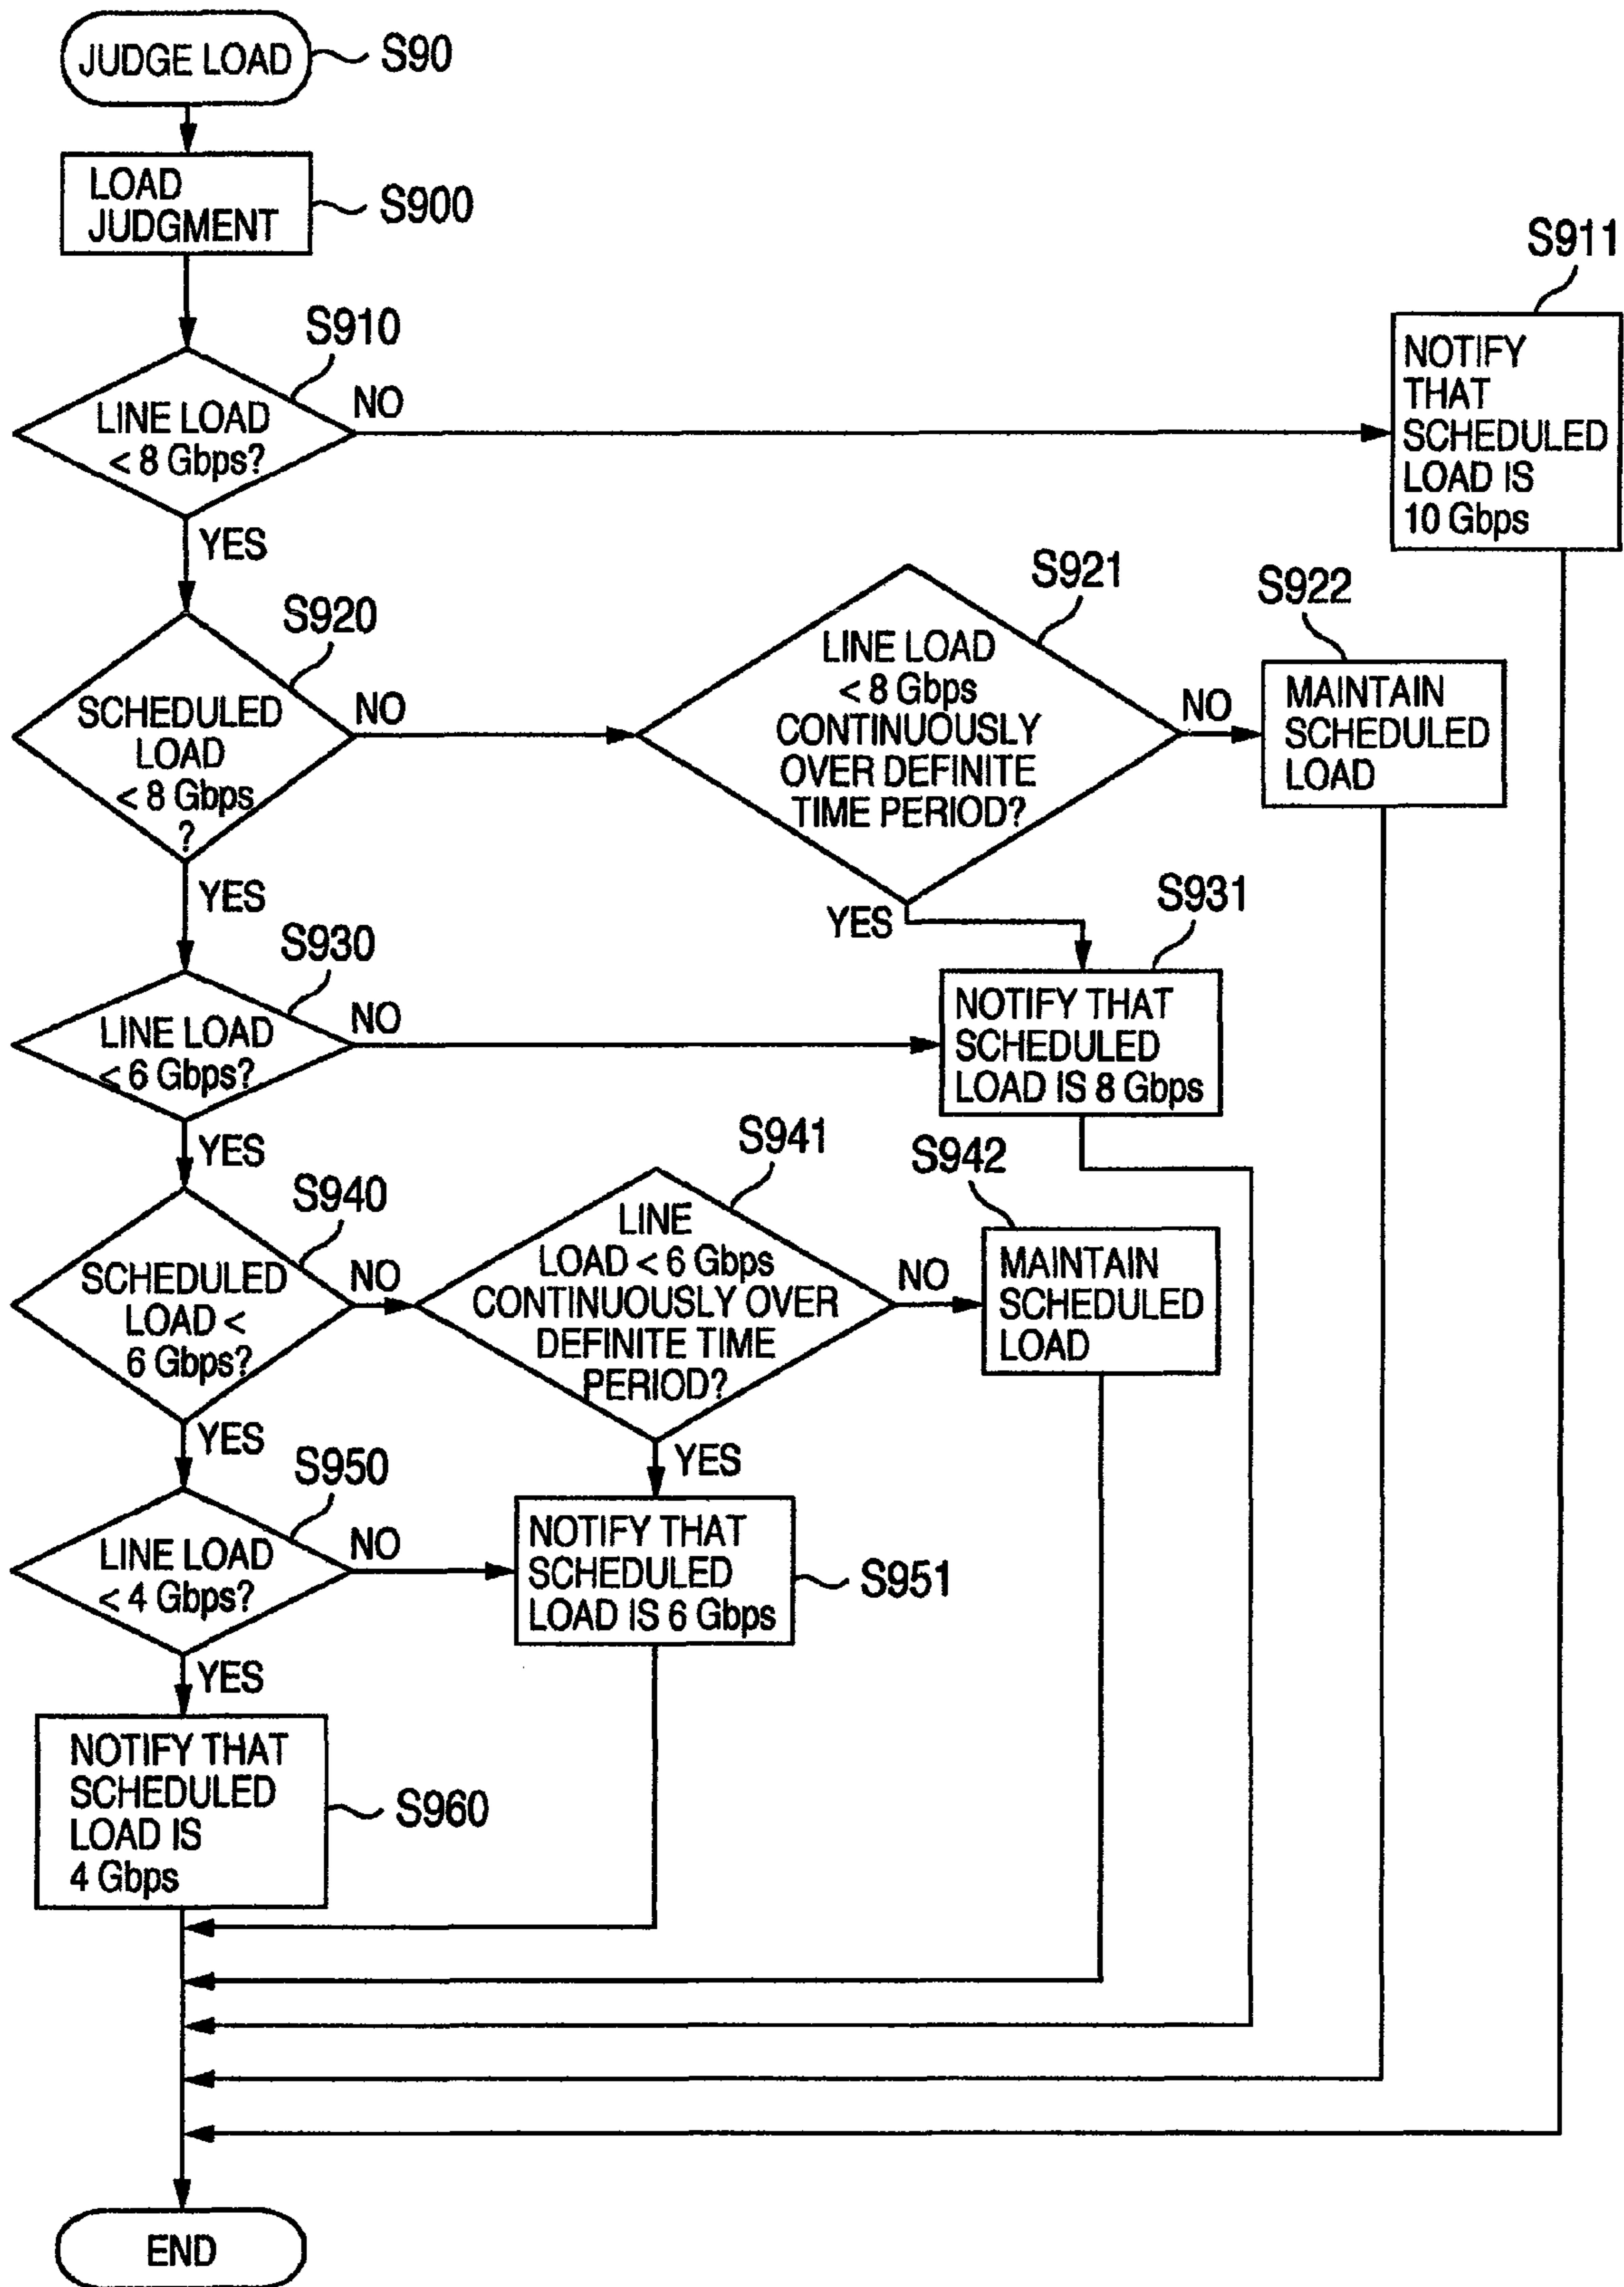 JUDGE LOAD
S90
LOAD
JUDGMENT
S900
S911
NOTIFY
THAT
SCHEDULED
LOAD IS
10 Gbps
S910
LINE LOAD
< 8 Gbps?
NO
YES
S920
SCHEDULED
LOAD
< 8 Gbps
?
NO
YES
S921
LINE LOAD
< 8 Gbps
CONTINUOUSLY
OVER DEFINITE
TIME PERIOD?
NO
YES
S922
MAINTAIN
SCHEDULED
LOAD
S930
LINE LOAD
< 6 Gbps?
NO
YES
S931
NOTIFY THAT
SCHEDULED
LOAD IS 8 Gbps
S940
SCHEDULED
LOAD <
6 Gbps?
NO
YES
S941
LINE
LOAD < 6 Gbps
CONTINUOUSLY OVER
DEFINITE TIME
PERIOD?
NO
YES
S942
MAINTAIN
SCHEDULED
LOAD
S950
LINE LOAD
< 4 Gbps?
NO
YES
NOTIFY THAT
SCHEDULED
LOAD IS 6 Gbps
S951
NOTIFY THAT
SCHEDULED
LOAD IS
4 Gbps
S960
END